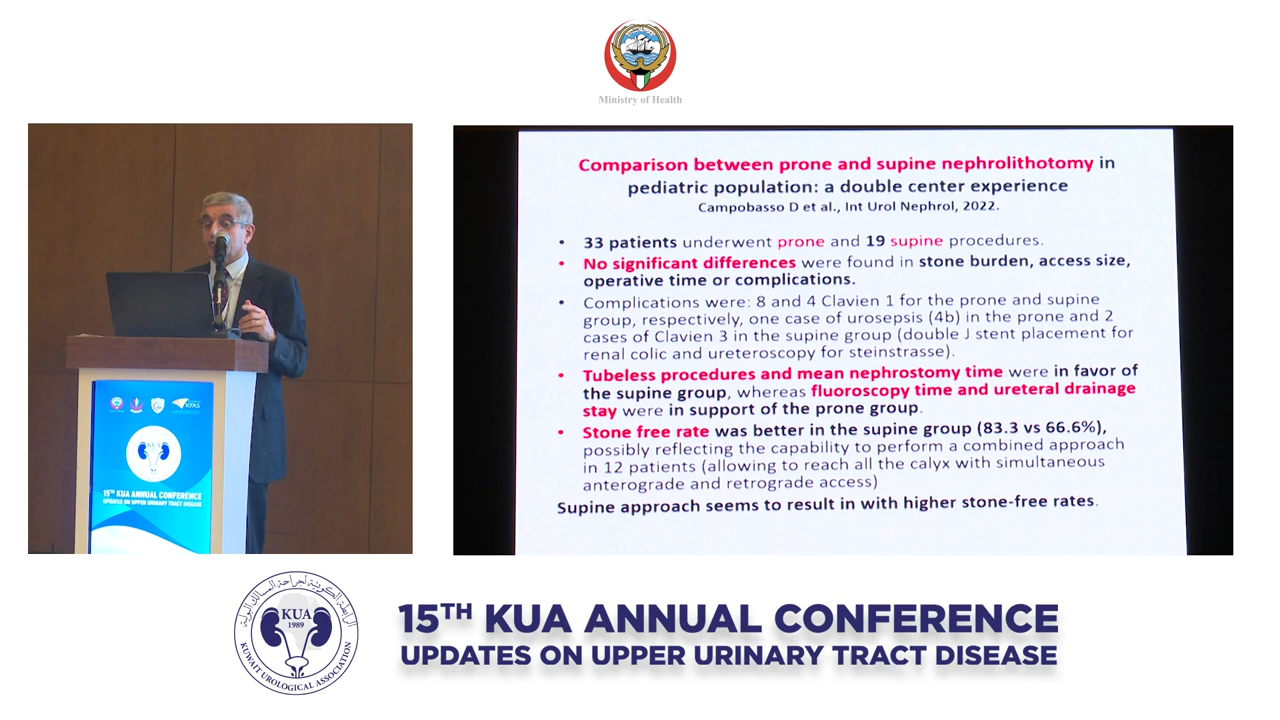 Ministry of Health
Comparison between prone and supine nephrolithotomy in
pediatric population: a double center experience
Campobasso D et al., Int Urol Nephrol, 2022.
• 33 patients underwent prone and 19 supine procedures.
• No significant differences were found in stone burden, access size,
operative time or complications.
• Complications were: 8 and 4 Clavien 1 for the prone and supine
group, respectively, one case of urosepsis (4b) in the prone and 2
cases of Clavien 3 in the supine group (double J stent placement for
renal colic and ureteroscopy for steinstrasse).
• Tubeless procedures and mean nephrostomy time were in favor of
the supine group, whereas fluoroscopy time and ureteral drainage
stay were in support of the prone group.
• Stone free rate was better in the supine group (83.3 vs 66.6%),
possibly reflecting the capability to perform a combined approach
in 12 patients (allowing to reach all the calyx with simultaneous
anterograde and retrograde access)
Supine approach seems to result in with higher stone-free rates.
KFAS
KUA
15TH KUA ANNUAL CONFERENCE
UPDATES ON UPPER URINARY TRACT DISEASE
الرابطة الكويتية لجراحة المسالك البولية
KUA
1989
KUWAIT UROLOGICAL ASSOCIATION
15TH KUA ANNUAL CONFERENCE
UPDATES ON UPPER URINARY TRACT DISEASE